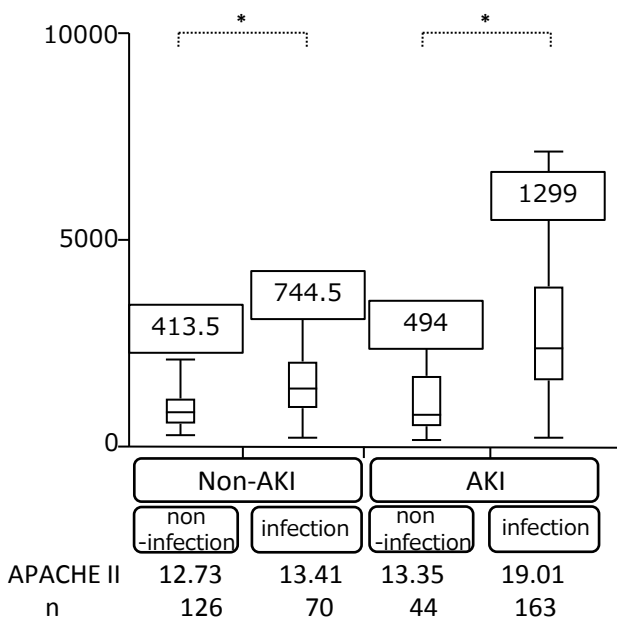 * *
10000
5000
0
413.5
744.5
494
1299
Non-AKI AKI
non
-infection
infection
non
-infection
infection
APACHE II 12.73 13.41 13.35 19.01
n 126 70 44 163